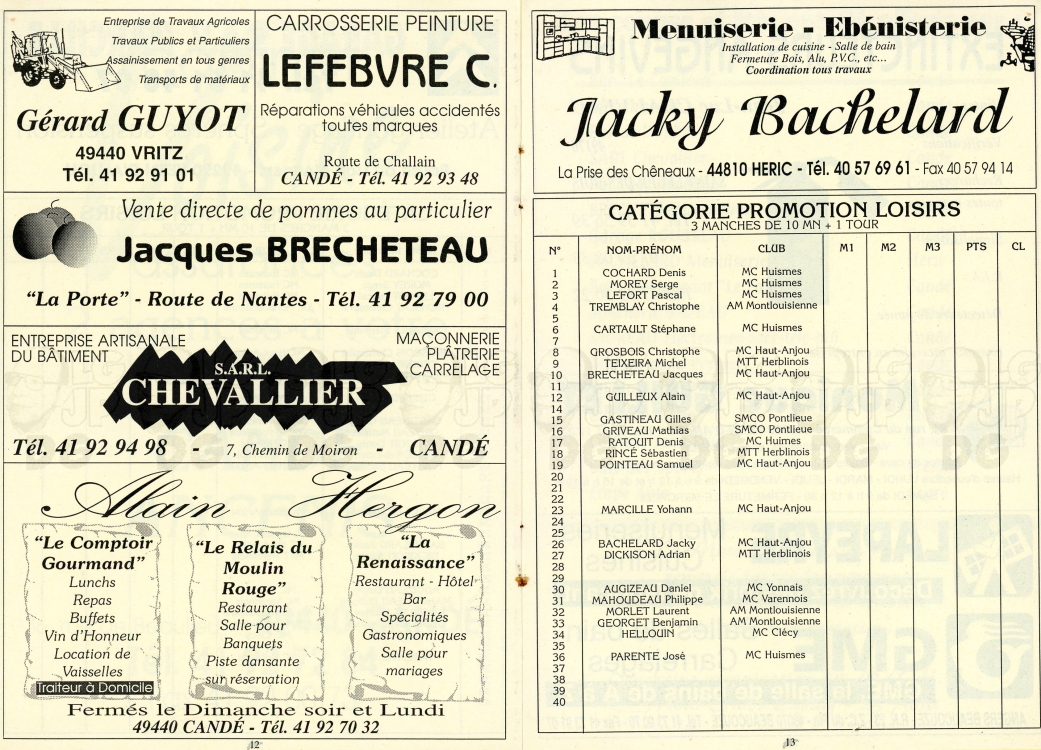 Entreprise de Travaux Agricoles
Travaux Publics et Particuliers
Assainissement en tous genres
Transports de matériaux
Gérard GUYOT
49440 VRITZ
Tél. 41 92 91 01
CARROSSERIE PEINTURE
LEFEBVRE C.
Réparations véhicules accidentés
toutes marques
Route de Challain
CANDÉ - Tél. 41 92 93 48
Vente directe de pommes au particulier
Jacques BRECHETEAU
"La Porte" - Route de Nantes - Tél. 41 92 79 00
ENTREPRISE ARTISANALE
DU BÂTIMENT
MAÇONNERIE
PLÂTRERIE
CARRELAGE
S.A.R.L.
CHEVALLIER
Tél. 41 92 94 98 - 7, Chemin de Moiron - CANDÉ
Alain Hergon
"Le Comptoir
Gourmand"
Lunchs
Repas
Buffets
Vin d'Honneur
Location de
Vaisselles
Traiteur à Domicile
"Le Relais du
Moulin
Rouge"
Restaurant
Salle pour
Banquets
Piste dansante
sur réservation
"La
Renaissance"
Restaurant - Hôtel
Bar
Spécialités
Gastronomiques
Salle pour
mariages
Fermés le Dimanche soir et Lundi
49440 CANDÉ - Tél. 41 92 70 32
12
Menuiserie - Ebénisterie
Installation de cuisine - Salle de bain
Fermeture Bois, Alu, P.V.C., etc...
Coordination tous travaux
Jacky Bachelard
La Prise des Chêneaux - 44810 HERIC - Tél. 40 57 69 61 - Fax 40 57 94 14
CATÉGORIE PROMOTION LOISIRS
3 MANCHES DE 10 MN + 1 TOUR
N° NOM-PRÉNOM CLUB M1 M2 M3 PTS CL
1 COCHARD Denis MC Huismes
2 MOREY Serge MC Huismes
3 LEFORT Pascal MC Huismes
4 TREMBLAY Christophe AM Montlouisienne
5
6 CARTAULT Stéphane MC Huismes
7
8 GROSBOIS Christophe MC Haut-Anjou
9 TEIXEIRA Michel MTT Herblinois
10 BRECHETEAU Jacques MC Haut-Anjou
11
12 GUILLEUX Alain MC Haut-Anjou
14
15 GASTINEAU Gilles SMCO Pontlieue
16 GRIVEAU Mathias SMCO Pontlieue
17 RATOUIT Denis MC Huimes
18 RINCÉ Sébastien MTT Herblinois
19 POINTEAU Samuel MC Haut-Anjou
20
21
22
23 MARCILLE Yohann MC Haut-Anjou
24
25
26 BACHELARD Jacky MC Haut-Anjou
27 DICKISON Adrian MTT Herblinois
28
29
30 AUGIZEAU Daniel MC Yonnais
31 MAHOUDEAU Philippe MC Varennois
32 MORLET Laurent AM Montlouisienne
33 GEORGET Benjamin AM Montlouisienne
34 HELLOUIN MC Clécy
35
36 PARENTE José MC Huismes
37
38
39
40
13